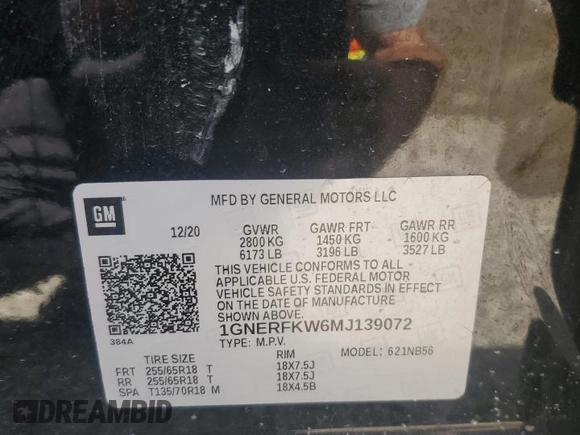 MFD BY GENERAL MOTORS LLC
GM
12/20 GVWR GAWR FRT GAWR RR
2800 KG 1450 KG 1600 KG
6173 LB 3196 LB 3527 LB
THIS VEHICLE CONFORMS TO ALL
APPLICABLE U.S. FEDERAL MOTOR
VEHICLE SAFETY STANDARDS IN EFFECT
ON THE DATE OF MANUFACTURE
SHOWN ABOVE.
1GNERFKW6MJ139072
384A TYPE: M.P.V. MODEL: 621NB56
TIRE SIZE RIM
FRT 255/65R18 T 18X7.5J
RR 255/65R18 T 18X7.5J
SPA T135/70R18 M 18X4.5B
DREAMBID